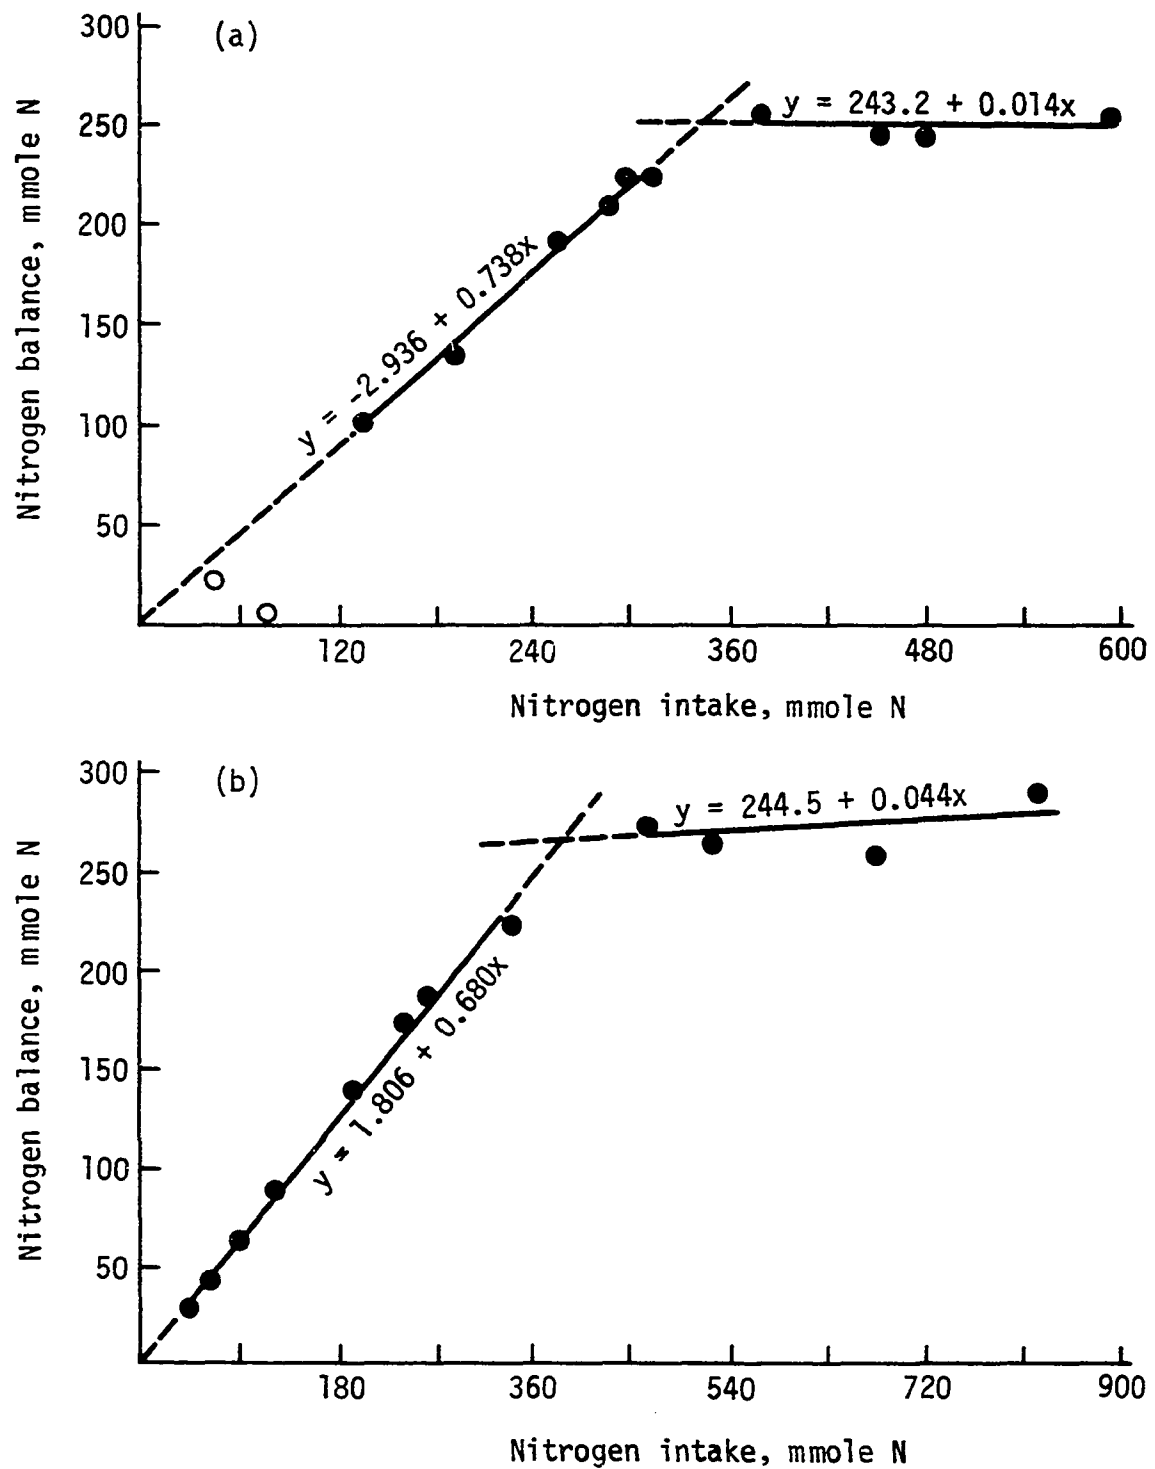 (a)
300
250
200
150
100
50
Nitrogen balance, mmole N
y = 243.2 + 0.014x
y = -2.936 + 0.738x
120 240 360 480 600
Nitrogen intake, mmole N
(b)
300
250
200
150
100
50
Nitrogen balance, mmole N
y = 244.5 + 0.044x
y = 1.806 + 0.680x
180 360 540 720 900
Nitrogen intake, mmole N